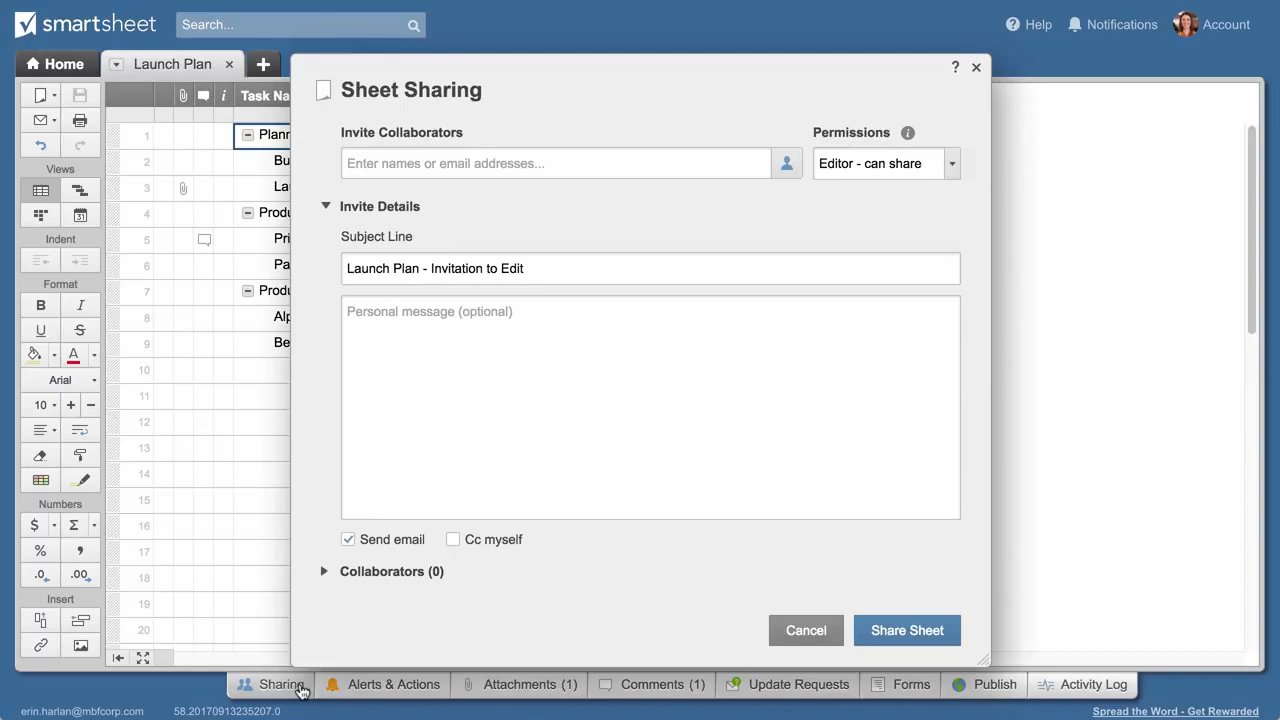 smartsheet
Search...
Help
Notifications
Account
Home
Launch Plan
Task Na
Views
31
Indent
Format
B
I
U
S
A
Arial
10
Numbers
$
Σ
%
,
.0
.00
Insert
1
Plann
2
Bu
3
La
4
Produ
5
Pri
6
Pa
7
Produ
8
Alp
9
Be
10
11
12
13
14
15
16
17
18
19
20
Sheet Sharing
?
Invite Collaborators
Permissions
Enter names or email addresses...
Editor - can share
Invite Details
Subject Line
Launch Plan - Invitation to Edit
Personal message (optional)
Send email
Cc myself
Collaborators (0)
Cancel
Share Sheet
Sharing
Alerts & Actions
Attachments (1)
Comments (1)
Update Requests
Forms
Publish
Activity Log
erin.harlan@mbfcorp.com
58.20170913235207.0
Spread the Word - Get Rewarded